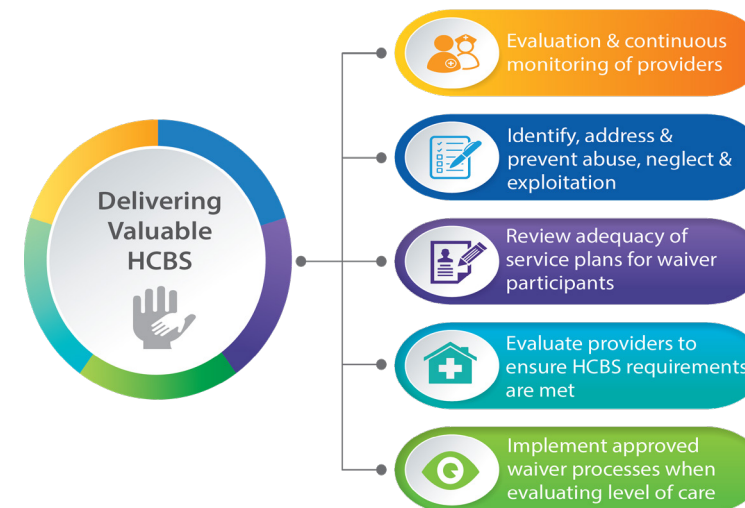 Delivering
Valuable
HCBS
Evaluation & continuous
monitoring of providers
Identify, address &
prevent abuse, neglect &
exploitation
Review adequacy of
service plans for waiver
participants
Evaluate providers to
ensure HCBS requirements
are met
Implement approved
waiver processes when
evaluating level of care